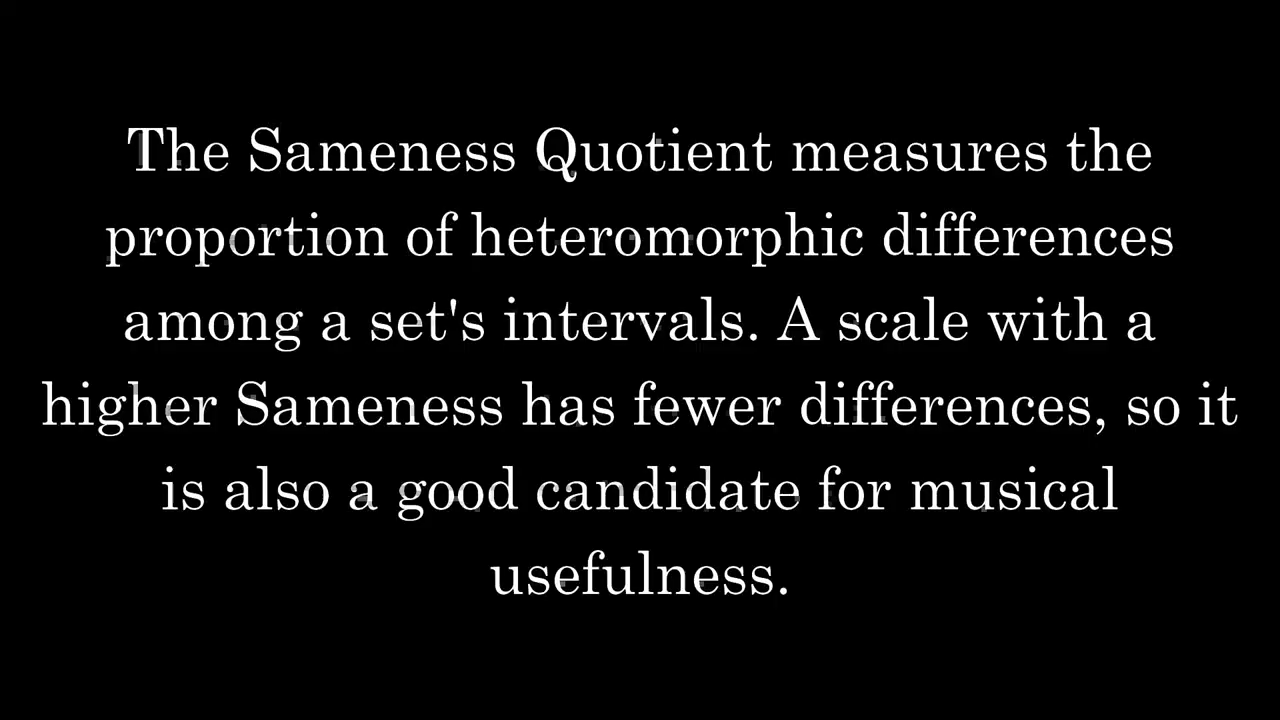 The Sameness Quotient measures the
proportion of heteromorphic differences
among a set's intervals. A scale with a
higher Sameness has fewer differences, so it
is also a good candidate for musical
usefulness.